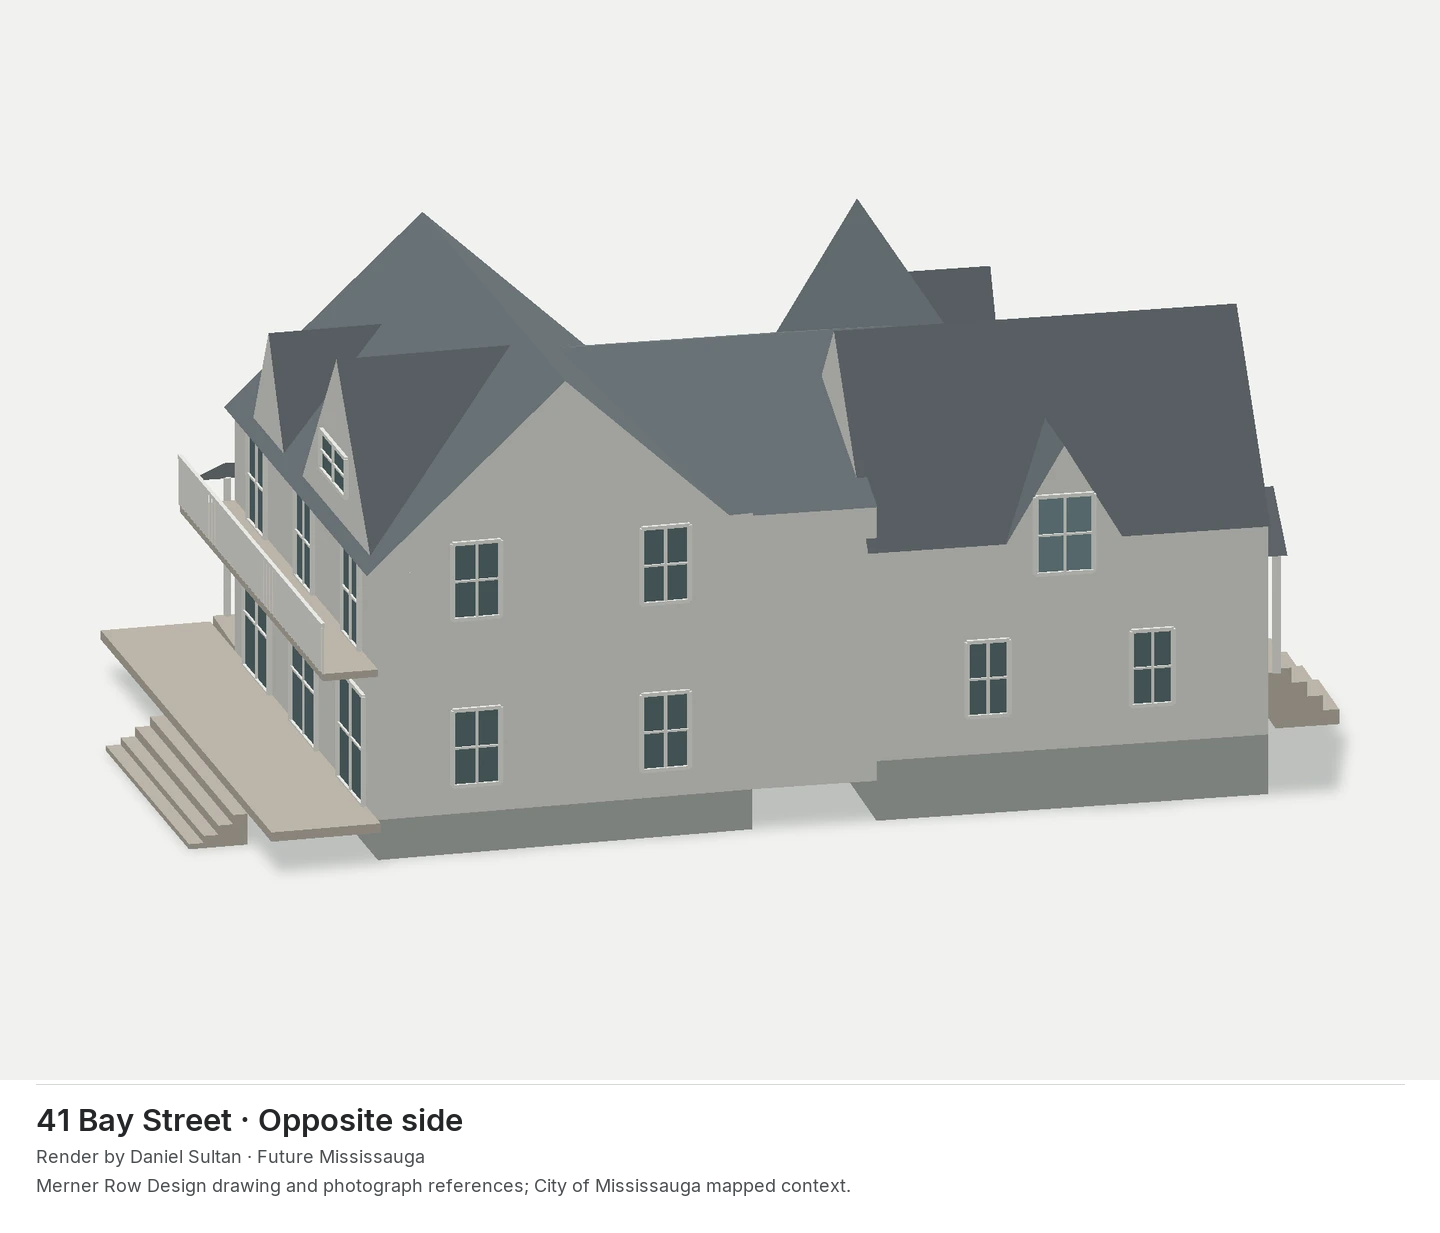 41 Bay Street · Opposite side
Render by Daniel Sultan · Future Mississauga
Merner Row Design drawing and photograph references; City of Mississauga mapped context.